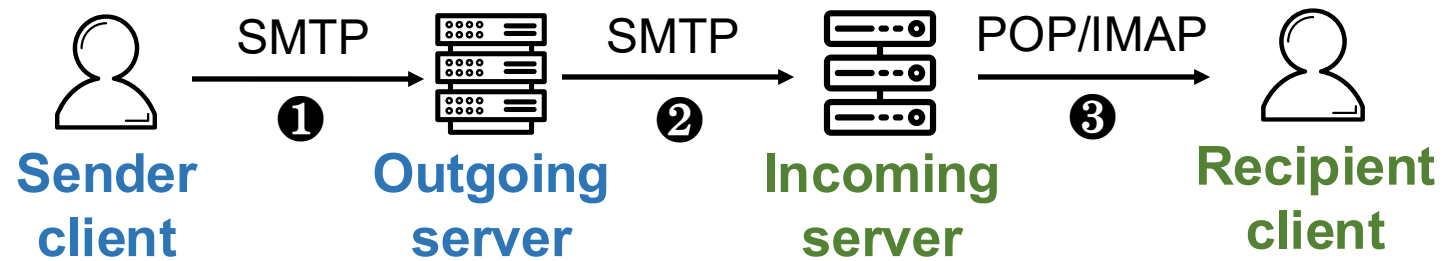 SMTP
SMTP
POP/IMAP
❶
❷
❸
Sender
client
Outgoing
server
Incoming
server
Recipient
client